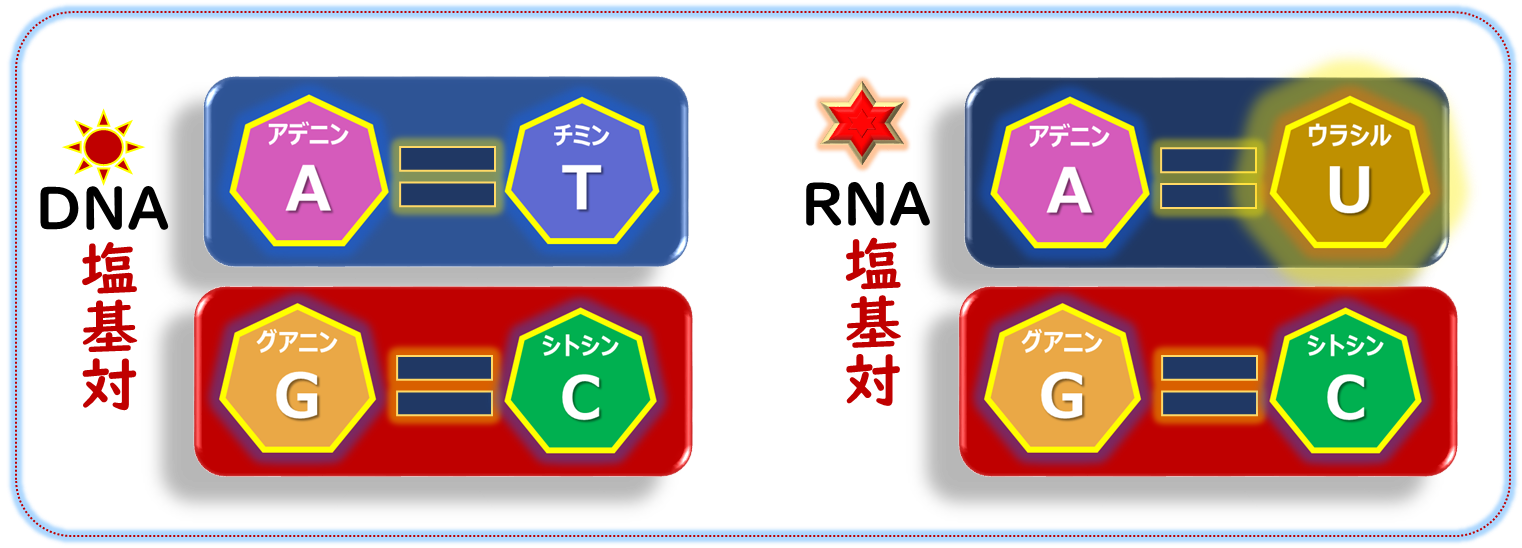 DNA
塩基対
アデニン
A
チミン
T
グアニン
G
シトシン
C
RNA
塩基対
アデニン
A
ウラシル
U
グアニン
G
シトシン
C